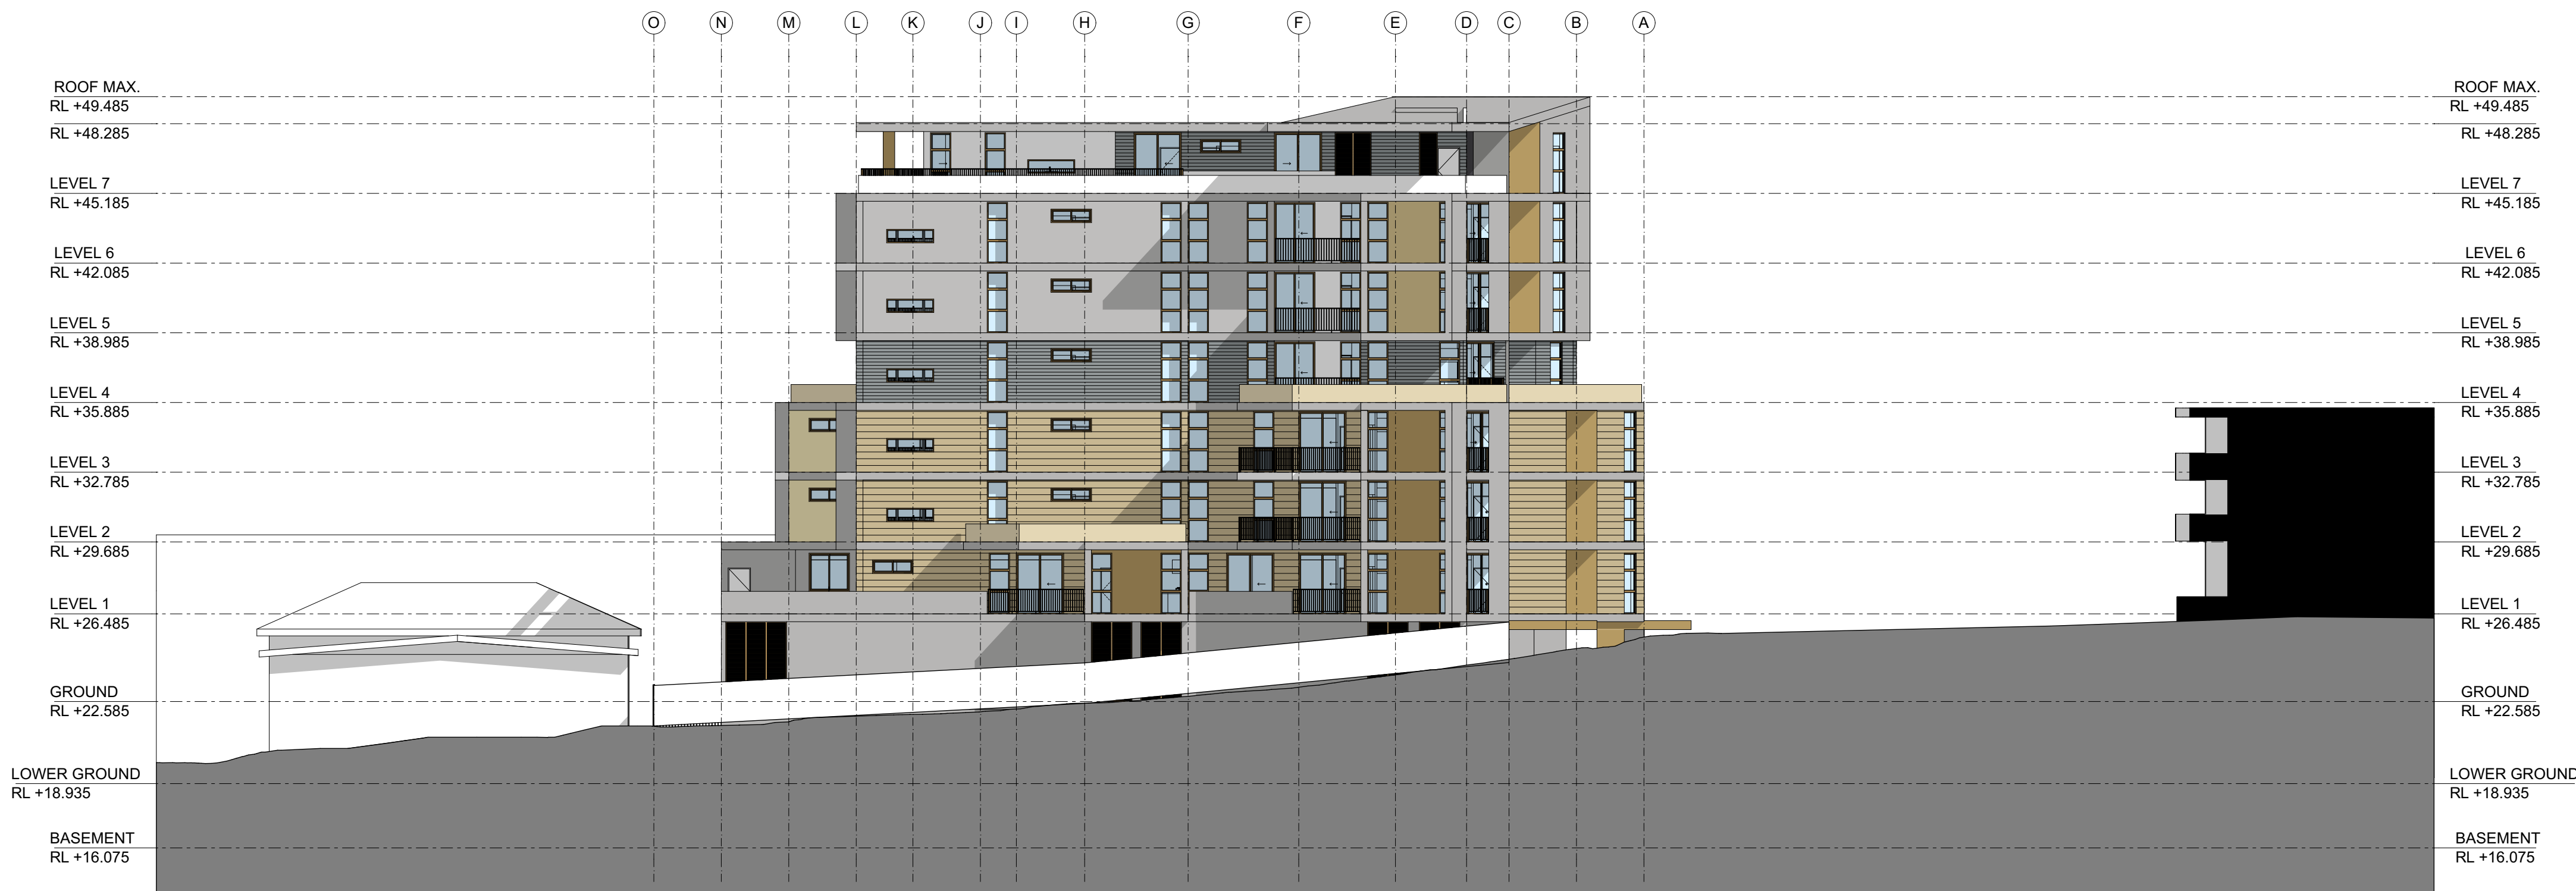 O N M L K J I H G F E D C B A
ROOF MAX.
RL +49.485
RL +48.285
LEVEL 7
RL +45.185
LEVEL 6
RL +42.085
LEVEL 5
RL +38.985
LEVEL 4
RL +35.885
LEVEL 3
RL +32.785
LEVEL 2
RL +29.685
LEVEL 1
RL +26.485
GROUND
RL +22.585
LOWER GROUND
RL +18.935
BASEMENT
RL +16.075
ROOF MAX.
RL +49.485
RL +48.285
LEVEL 7
RL +45.185
LEVEL 6
RL +42.085
LEVEL 5
RL +38.985
LEVEL 4
RL +35.885
LEVEL 3
RL +32.785
LEVEL 2
RL +29.685
LEVEL 1
RL +26.485
GROUND
RL +22.585
LOWER GROUND
RL +18.935
BASEMENT
RL +16.075